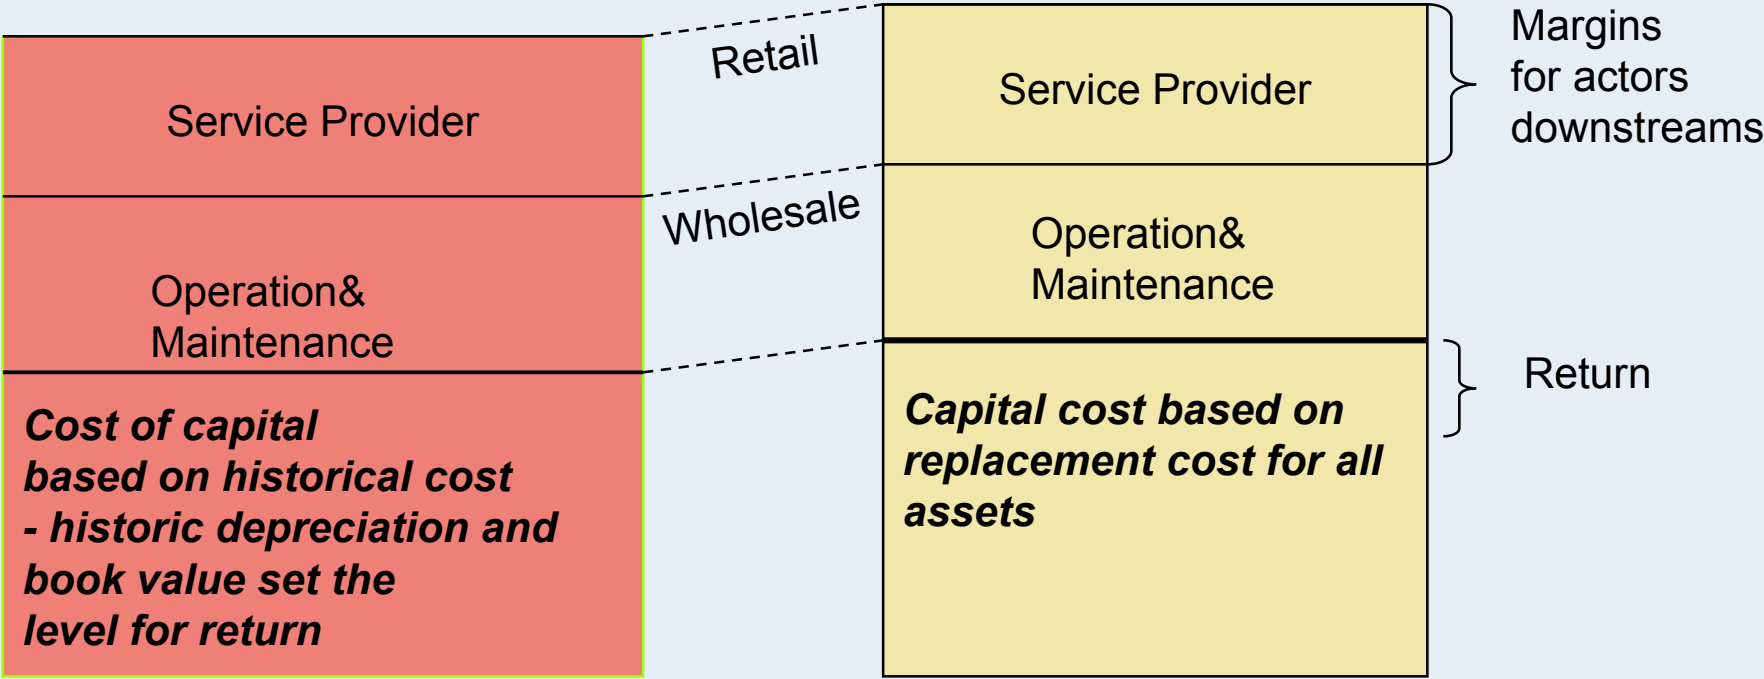 Service Provider
Operation&
Maintenance
Cost of capital
based on historical cost
- historic depreciation and
book value set the
level for return
Retail
Wholesale
Service Provider
Operation&
Maintenance
Capital cost based on
replacement cost for all
assets
Margins
for actors
downstreams
Return